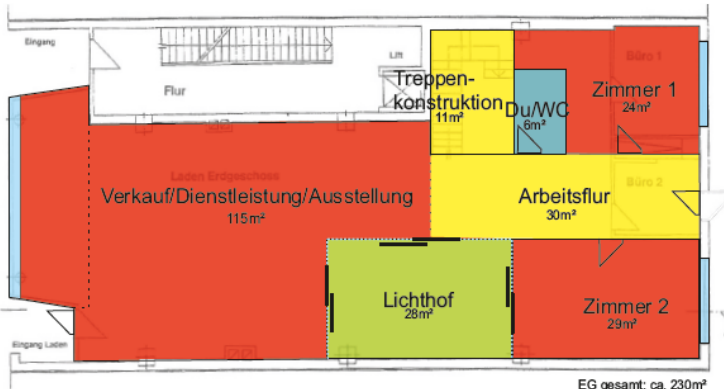 Eingang
Lift
Flur
Treppen-
konstruktion
11m²
Du/WC
6m²
Büro 1
Zimmer 1
24m²
Laden Erdgeschoss
Verkauf/Dienstleistung/Ausstellung
115m²
Büro 2
Arbeitsflur
30m²
Lichthof
28m²
Zimmer 2
29m²
Eingang Laden
EG gesamt: ca. 230m²